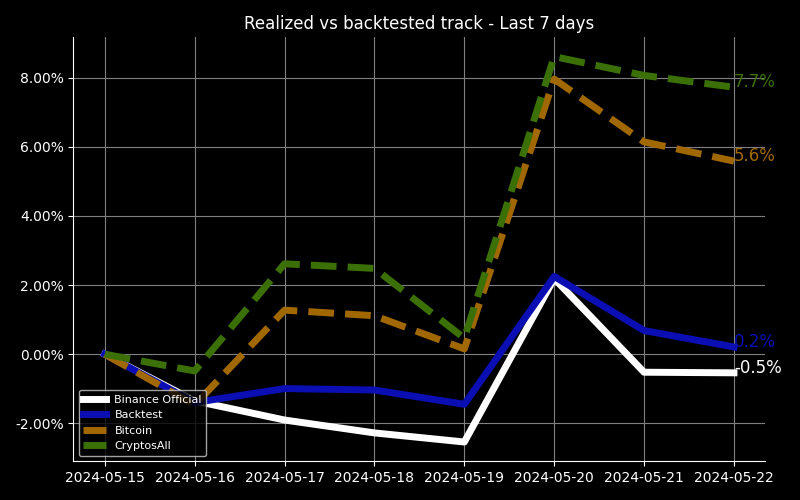 Realized vs backtested track - Last 7 days
8.00%
6.00%
4.00%
2.00%
0.00%
-2.00%
7.7%
5.6%
0.2%
-0.5%
Binance Offical
Backtest
Bitcoin
CryptosAll
2024-05-15 2024-05-16 2024-05-17 2024-05-18 2024-05-19 2024-05-20 2024-05-21 2024-05-22